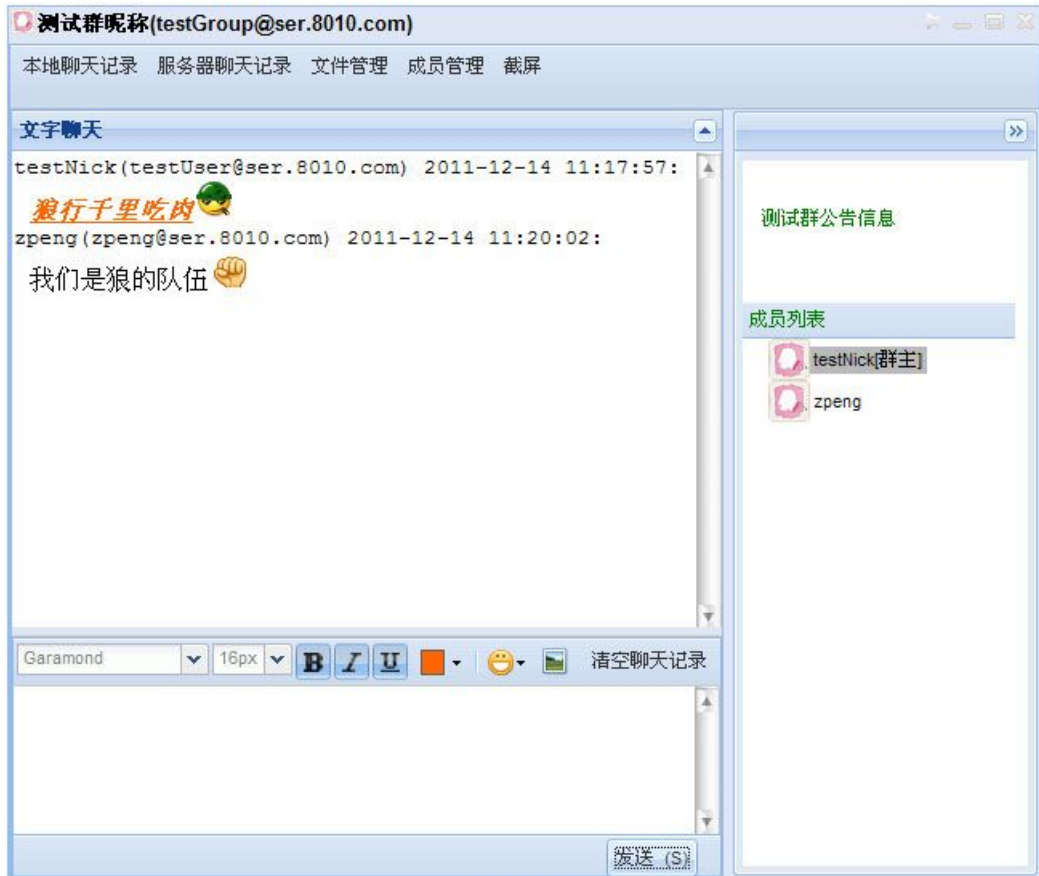 测试群昵称(testGroup@ser.8010.com)
本地聊天记录 服务器聊天记录 文件管理 成员管理 截屏
文字聊天
testNick(testUser@ser.8010.com) 2011-12-14 11:17:57:
狼行千里吃肉
zpeng(zpeng@ser.8010.com) 2011-12-14 11:20:02:
我们是狼的队伍
Garamond 16px B I U 清空聊天记录
发送 (S)
测试群公告信息
成员列表
testNick[群主]
zpeng